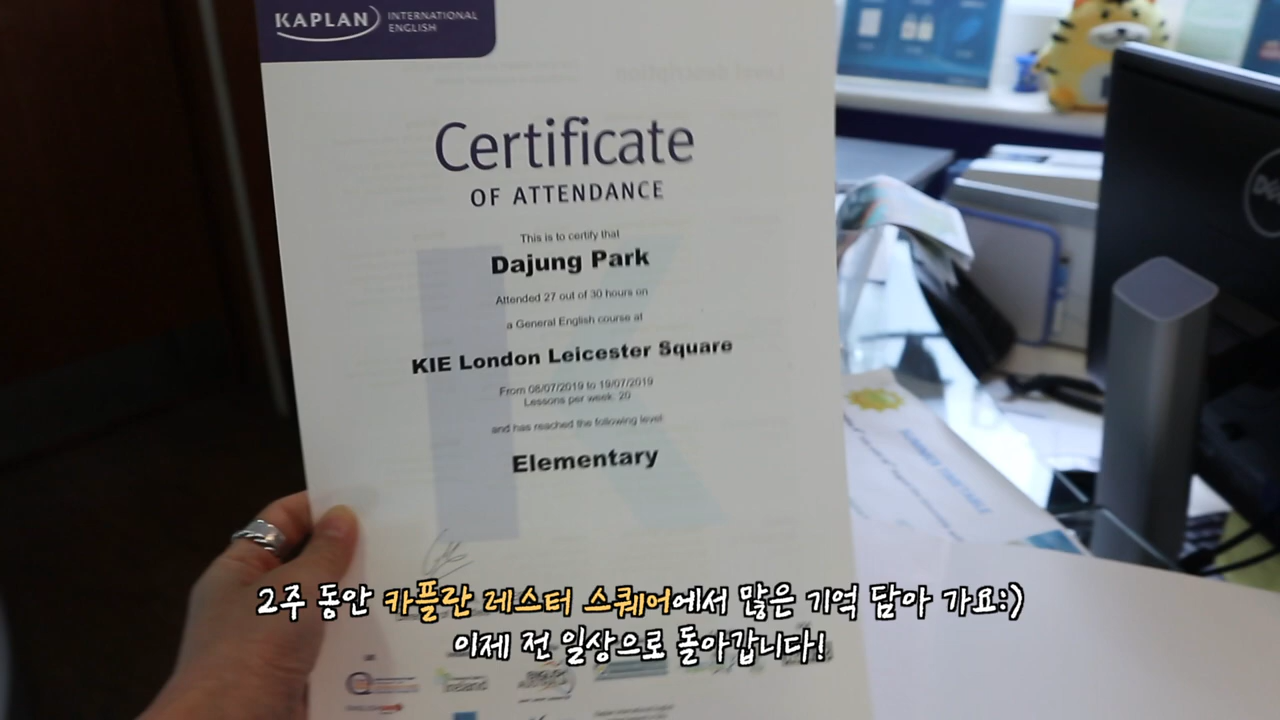 KAPLAN INTERNATIONAL ENGLISH
Certificate
OF ATTENDANCE
This is to certify that
Dajung Park
Attended 27 out of 30 hours on
a General English course at
KIE London Leicester Square
From 08/07/2019 to 19/07/2019
Lessons per week: 20
and has reached the following level
Elementary
2주 동안 카플란 레스터 스퀘어에서 많은 기억 담아 가요:)
이제 전 일상으로 돌아갑니다!